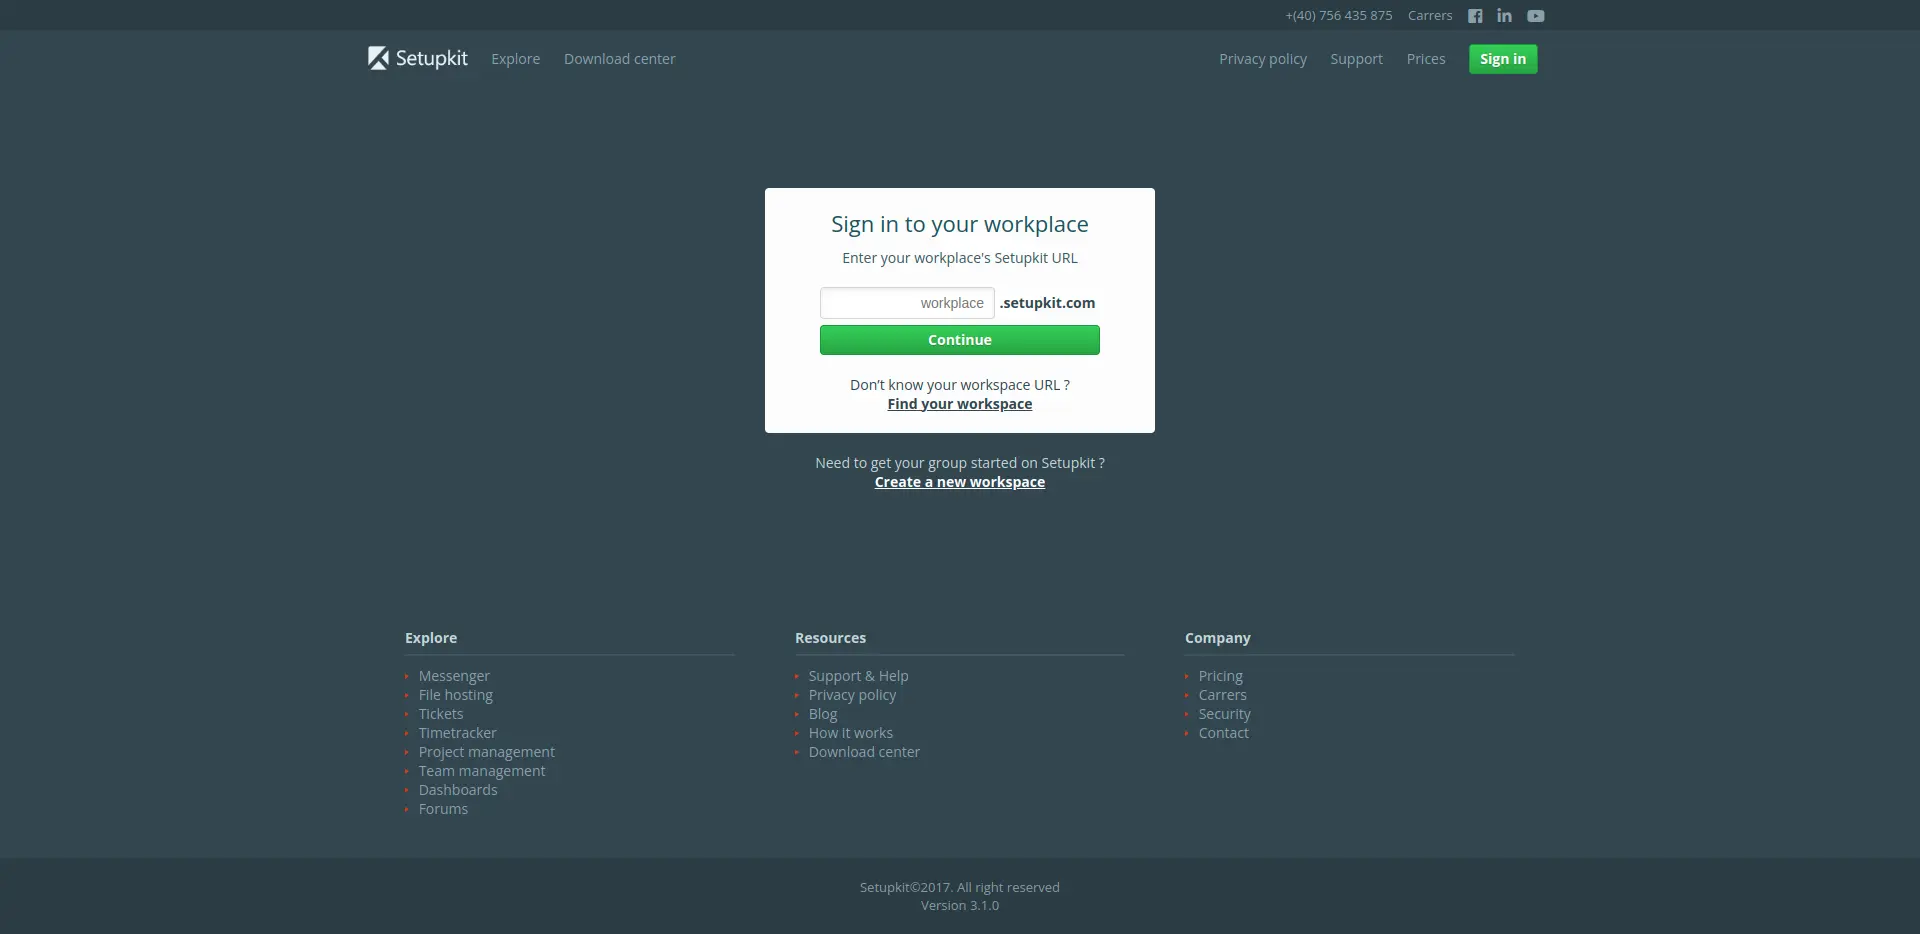 +(40) 756 435 875 Carrers
Setupkit Explore Download center Privacy policy Support Prices Sign in
Sign in to your workplace
Enter your workplace's Setupkit URL
workplace .setupkit.com
Continue
Don't know your workspace URL ?
Find your workspace
Need to get your group started on Setupkit ?
Create a new workspace
Explore
Messenger
File hosting
Tickets
Timetracker
Project management
Team management
Dashboards
Forums
Resources
Support & Help
Privacy policy
Blog
How it works
Download center
Company
Pricing
Carrers
Security
Contact
Setupkit©2017. All right reserved
Version 3.1.0